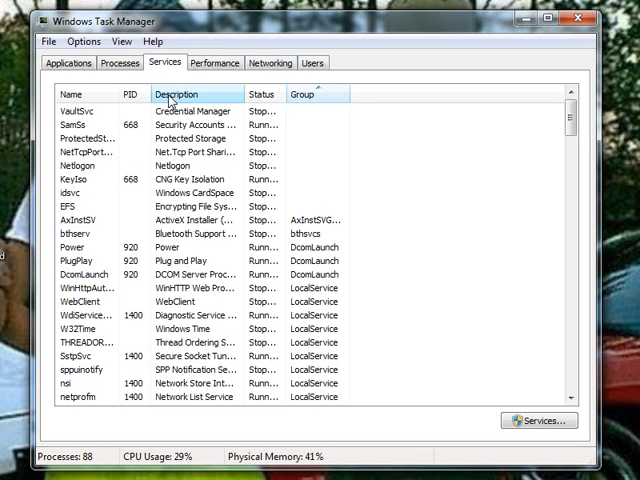 Windows Task Manager
File Options View Help
Applications Processes Services Performance Networking Users
Name PID Description Status Group
VaultSvc Credential Manager Stop...
SamSs 668 Security Accounts ... Runn...
ProtectedSt... Protected Storage Stop...
NetTcpPort... Net.Tcp Port Shari... Stop...
Netlogon Netlogon Stop...
KeyIso 668 CNG Key Isolation Runn...
idsvc Windows CardSpace Stop...
EFS Encrypting File Sys... Stop...
AxInstSV ActiveX Installer (... Stop... AxInstSVG...
bthserv Bluetooth Support ... Stop... bthsvcs
Power 920 Power Runn... DcomLaunch
PlugPlay 920 Plug and Play Runn... DcomLaunch
DcomLaunch 920 DCOM Server Proc... Runn... DcomLaunch
WinHttpAut... WinHTTP Web Pro... Stop... LocalService
WebClient WebClient Stop... LocalService
WdiService... 1400 Diagnostic Service ... Runn... LocalService
W32Time Windows Time Stop... LocalService
THREADOR... Thread Ordering S... Stop... LocalService
SstpSvc 1400 Secure Socket Tun... Runn... LocalService
sppuinotify SPP Notification Se... Stop... LocalService
nsi 1400 Network Store Int... Runn... LocalService
netprofm 1400 Network List Service Runn... LocalService
Services...
Processes: 88 CPU Usage: 29% Physical Memory: 41%